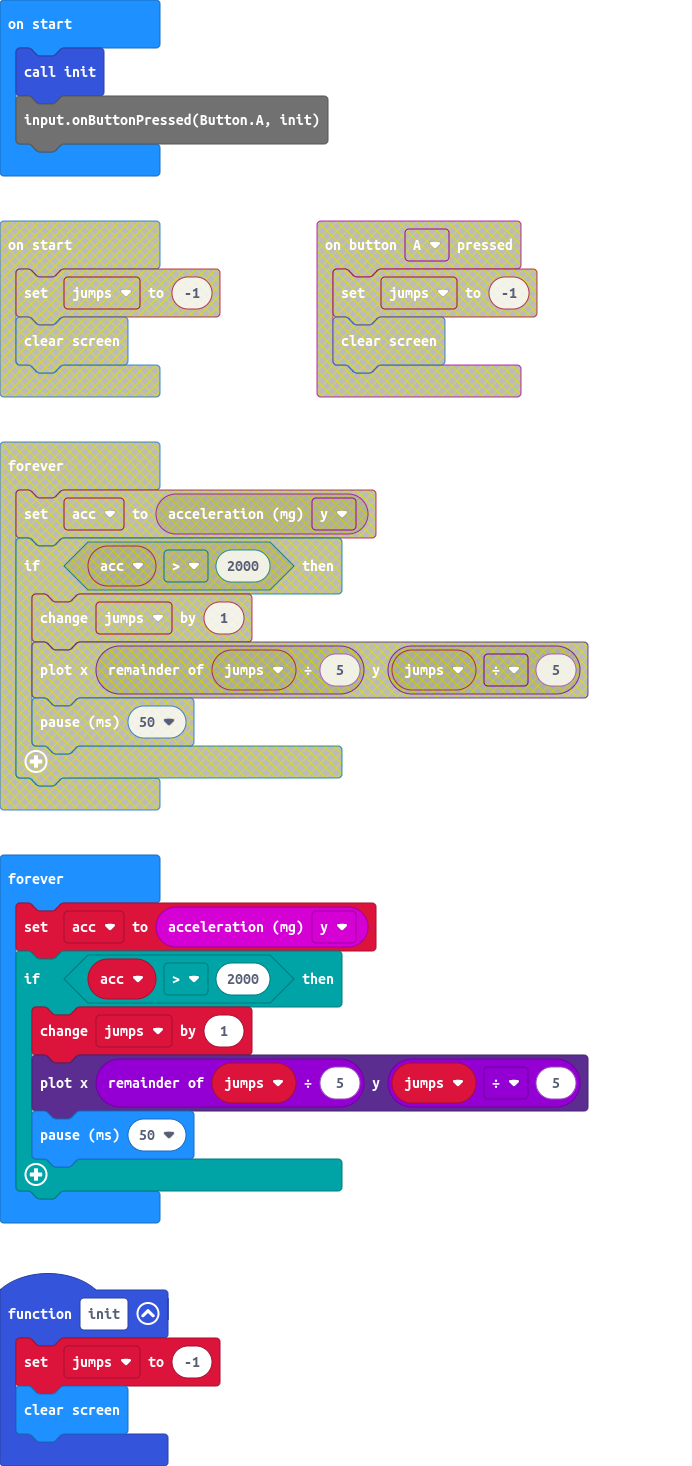 on start
call init
input.onButtonPressed(Button.A, init)
on start
set jumps to -1
clear screen
on button A pressed
set jumps to -1
clear screen
forever
set acc to acceleration (mg) y
if acc > 2000 then
change jumps by 1
plot x remainder of jumps ÷ 5 y jumps ÷ 5
pause (ms) 50
forever
set acc to acceleration (mg) y
if acc > 2000 then
change jumps by 1
plot x remainder of jumps ÷ 5 y jumps ÷ 5
pause (ms) 50
function init
set jumps to -1
clear screen